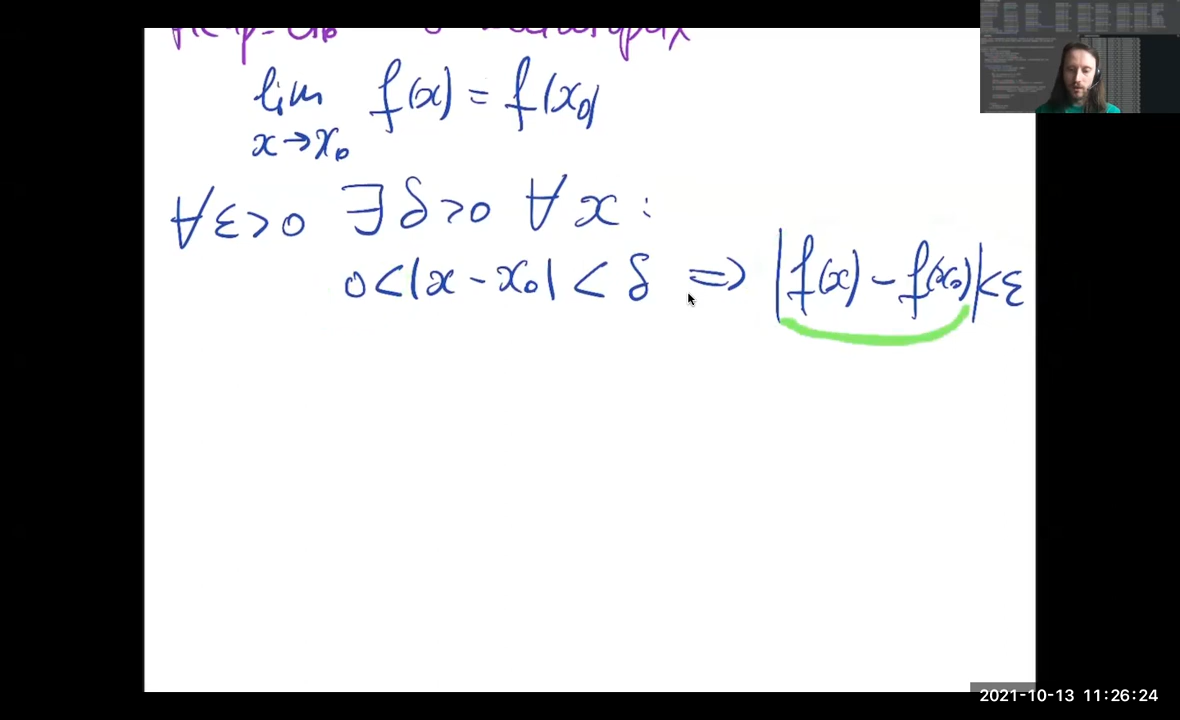 lim f(x) = f(x₀)
x→x₀
∀ε>0 ∃δ>0 ∀x:
0<|x-x₀|<δ ⇒ |f(x)-f(x₀)|<ε
2021-10-13 11:26:24